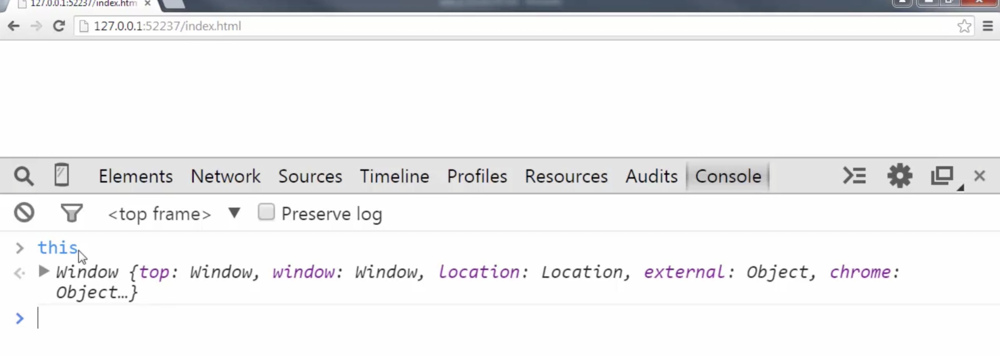 127.0.0.1:52237/index.htm
127.0.0.1:52237/index.html
Elements Network Sources Timeline Profiles Resources Audits Console
<top frame> ▼ Preserve log
> this
Window {top: Window, window: Window, location: Location, external: Object, chrome:
Object…}
>